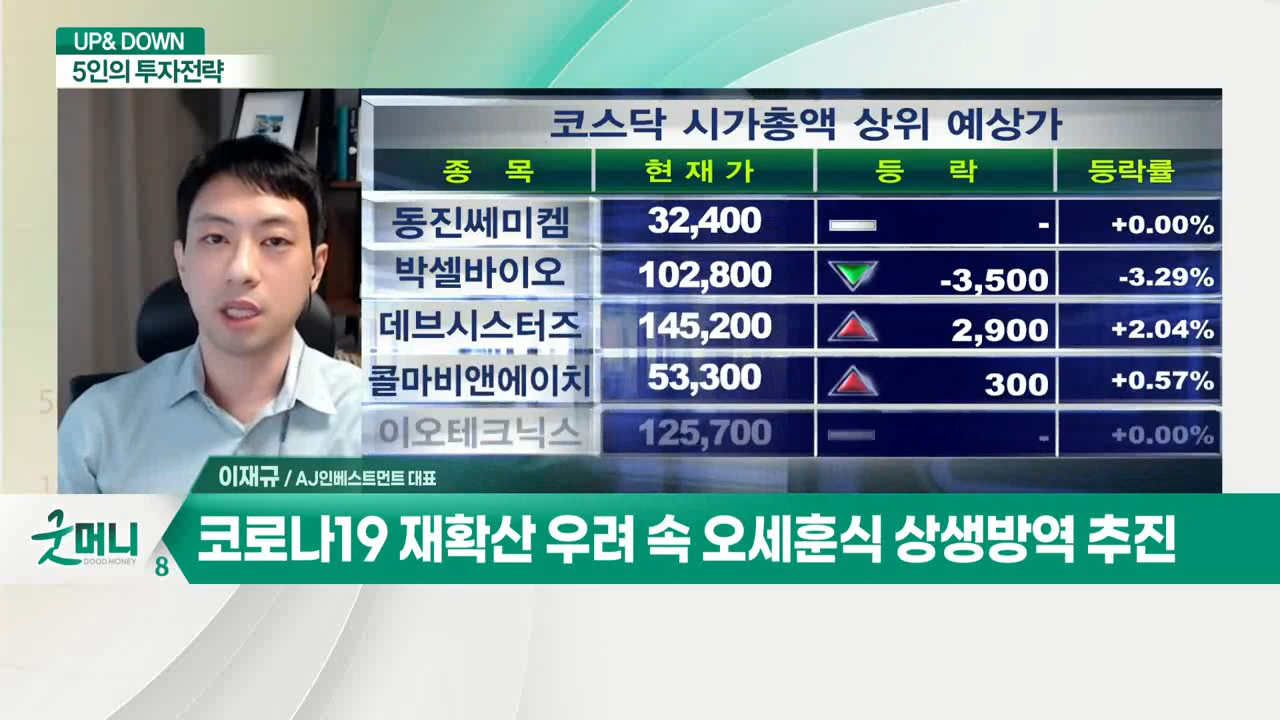 UP& DOWN
5인의 투자전략
코스닥 시가총액 상위 예상가
종 목 현재가 등 락 등락률
동진쎄미켐 32,400 - +0.00%
박셀바이오 102,800 -3,500 -3.29%
데브시스터즈 145,200 2,900 +2.04%
콜마비앤에이치 53,300 300 +0.57%
이오테크닉스 125,700 - +0.00%
이재규 / AJ인베스트먼트 대표
굿머니
GOOD MONEY
8
코로나19 재확산 우려 속 오세훈식 상생방역 추진
5
1